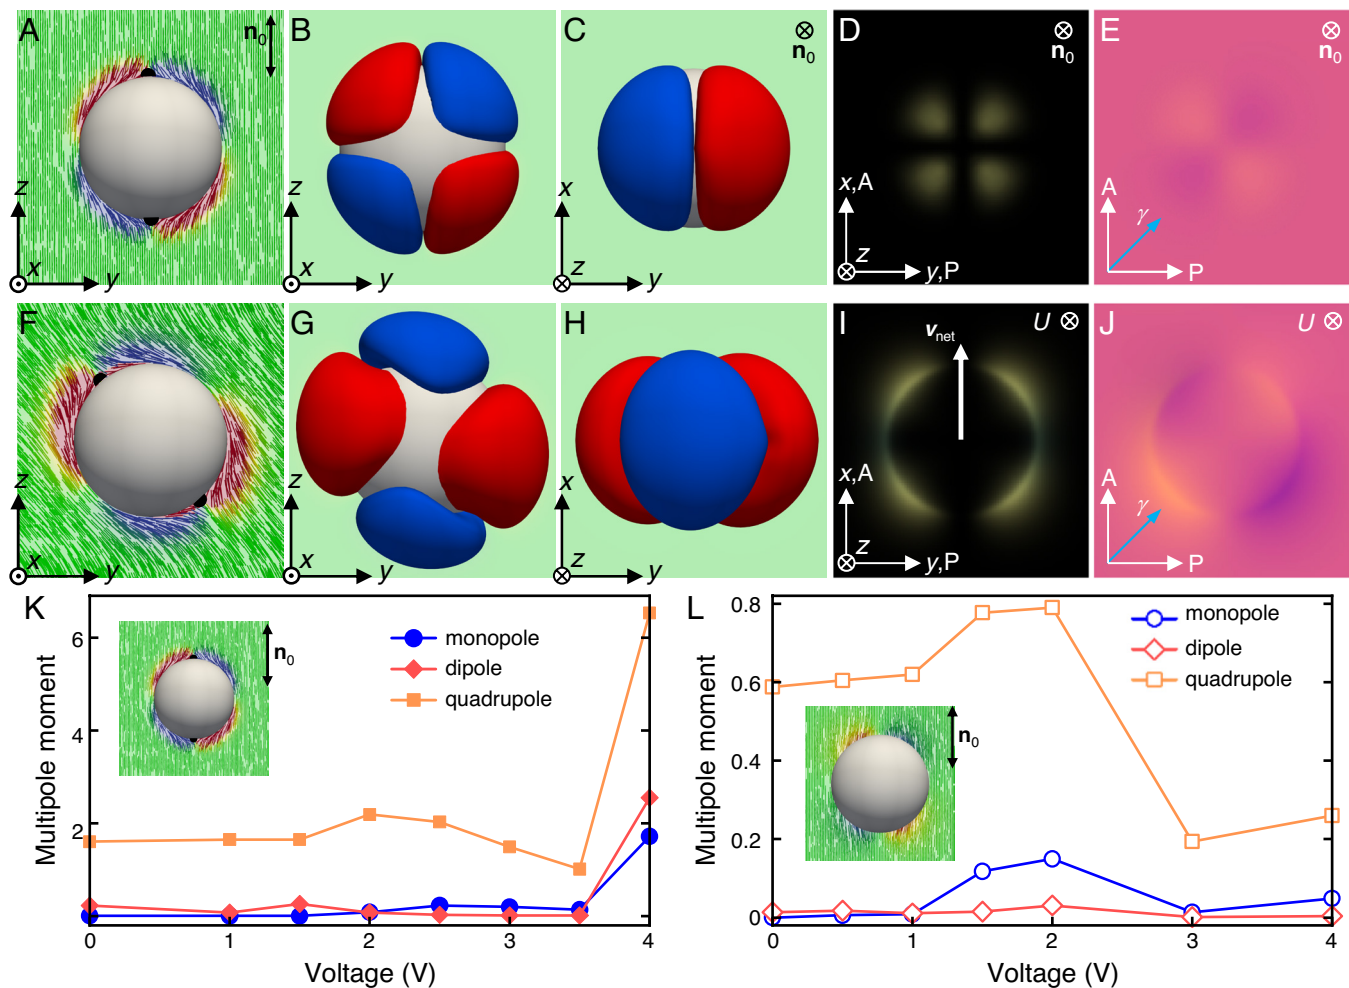 A
n0
z
x
y
B
z
x
y
C
n0
x
z
y
D
n0
x,A
z
y,P
E
n0
A
γ
P
F
z
x
y
G
z
x
y
H
x
z
y
I
U
vnet
x,A
z
y,P
J
U
A
γ
P
K
n0
monopole
dipole
quadrupole
Multipole moment
6
4
2
0
0 1 2 3 4
Voltage (V)
L
monopole
dipole
quadrupole
n0
Multipole moment
0.8
0.6
0.4
0.2
0
0 1 2 3 4
Voltage (V)